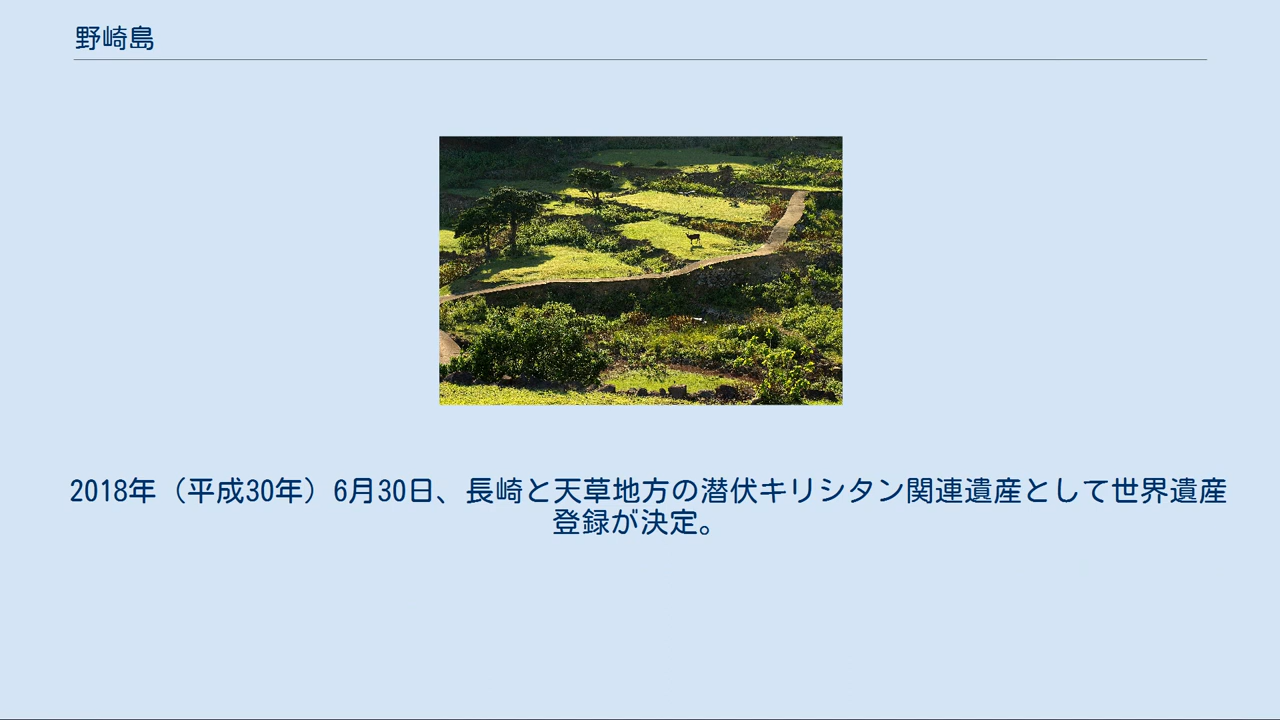 野崎島
2018年（平成30年）6月30日、長崎と天草地方の潜伏キリシタン関連遺産として世界遺産
登録が決定。